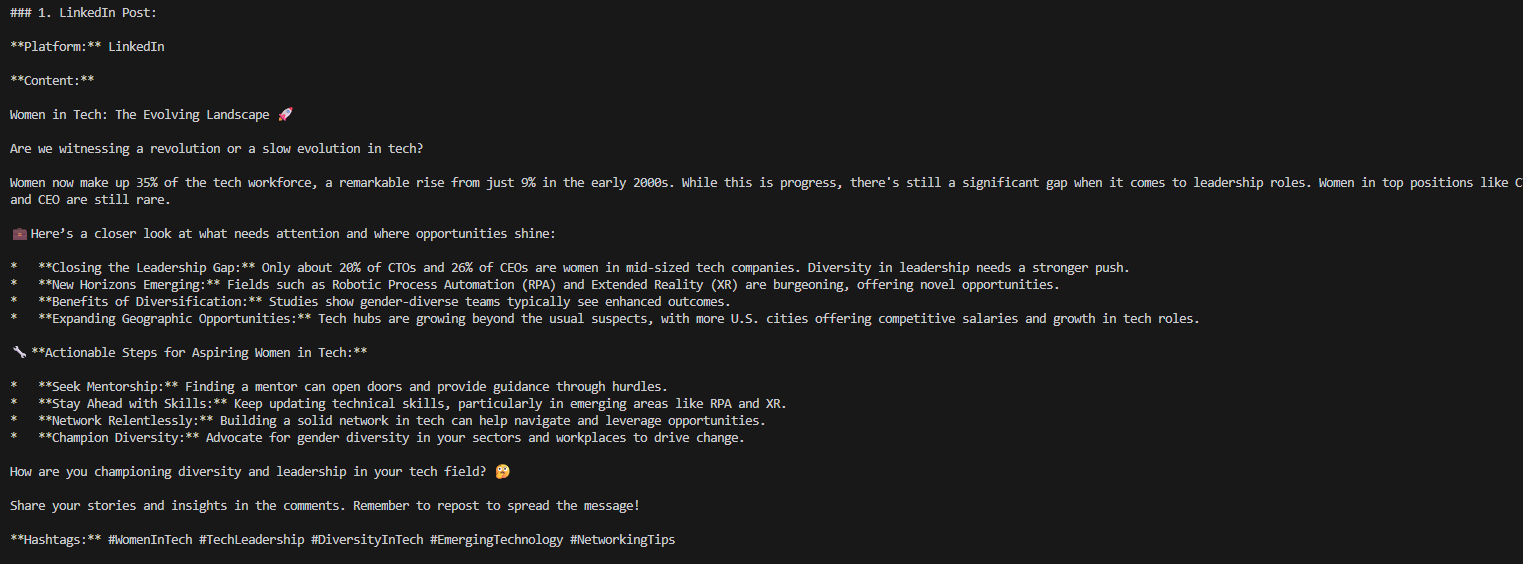 ### 1. LinkedIn Post:
**Platform:** LinkedIn
**Content:**
Women in Tech: The Evolving Landscape 🚀
Are we witnessing a revolution or a slow evolution in tech?
Women now make up 35% of the tech workforce, a remarkable rise from just 9% in the early 2000s. While this is progress, there's still a significant gap when it comes to leadership roles. Women in top positions like
and CEO are still rare.
💼 Here’s a closer look at what needs attention and where opportunities shine:
*   **Closing the Leadership Gap:** Only about 20% of CTOs and 26% of CEOs are women in mid-sized tech companies. Diversity in leadership needs a stronger push.
*   **New Horizons Emerging:** Fields such as Robotic Process Automation (RPA) and Extended Reality (XR) are burgeoning, offering novel opportunities.
*   **Benefits of Diversification:** Studies show gender-diverse teams typically see enhanced outcomes.
*   **Expanding Geographic Opportunities:** Tech hubs are growing beyond the usual suspects, with more U.S. cities offering competitive salaries and growth in tech roles.
🔧 **Actionable Steps for Aspiring Women in Tech:**
*   **Seek Mentorship:** Finding a mentor can open doors and provide guidance through hurdles.
*   **Stay Ahead with Skills:** Keep updating technical skills, particularly in emerging areas like RPA and XR.
*   **Network Relentlessly:** Building a solid network in tech can help navigate and leverage opportunities.
*   **Champion Diversity:** Advocate for gender diversity in your sectors and workplaces to drive change.
How are you championing diversity and leadership in your tech field? 🤔
Share your stories and insights in the comments. Remember to repost to spread the message!
**Hashtags:** #WomenInTech #TechLeadership #DiversityInTech #EmergingTechnology #NetworkingTips